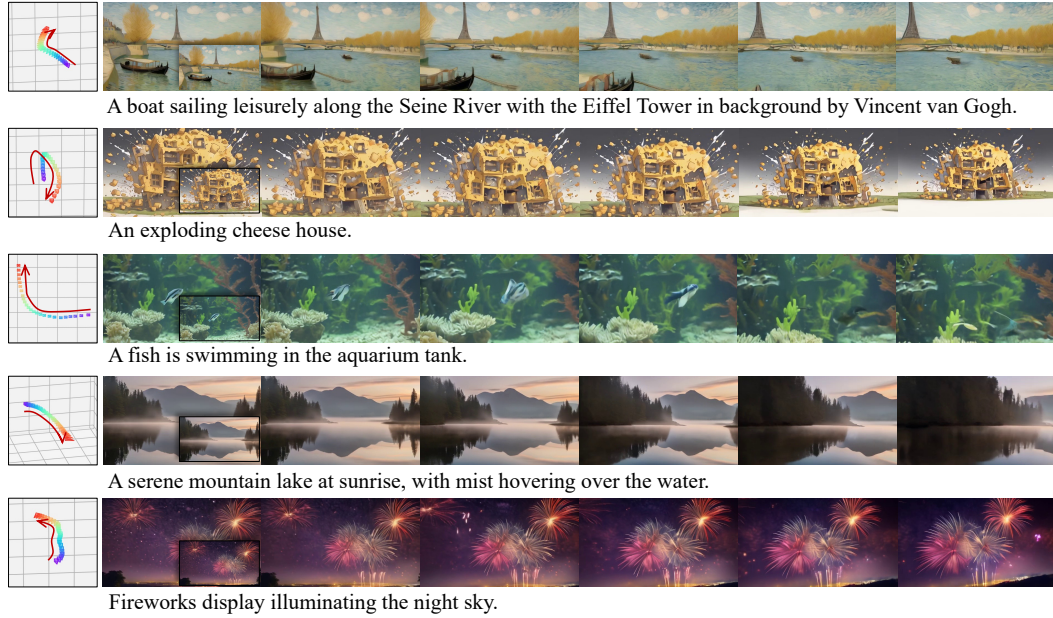 A boat sailing leisurely along the Seine River with the Eiffel Tower in background by Vincent van Gogh.
An exploding cheese house.
A fish is swimming in the aquarium tank.
A serene mountain lake at sunrise, with mist hovering over the water.
Fireworks display illuminating the night sky.